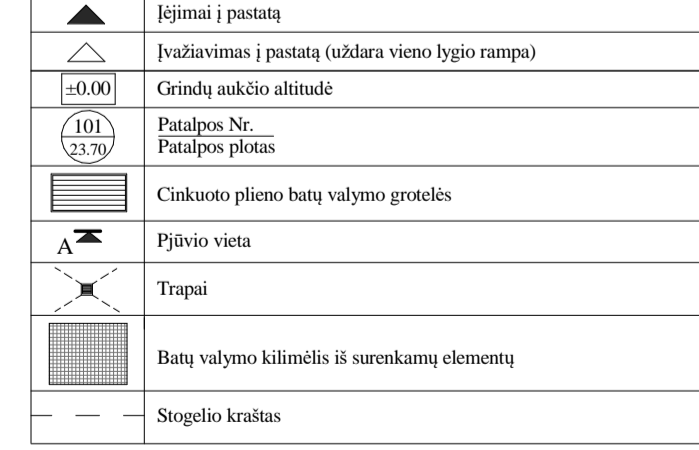 Įėjimai į pastatą
Įvažiavimas į pastatą (uždara vieno lygio rampa)
±0.00 Grindų aukčio altitudė
101 Patalpos Nr.
23.70 Patalpos plotas
Cinkuoto plieno batų valymo grotelės
A Pjūvio vieta
Trapai
Batų valymo kilimėlis iš surenkamų elementų
Stogelio kraštas